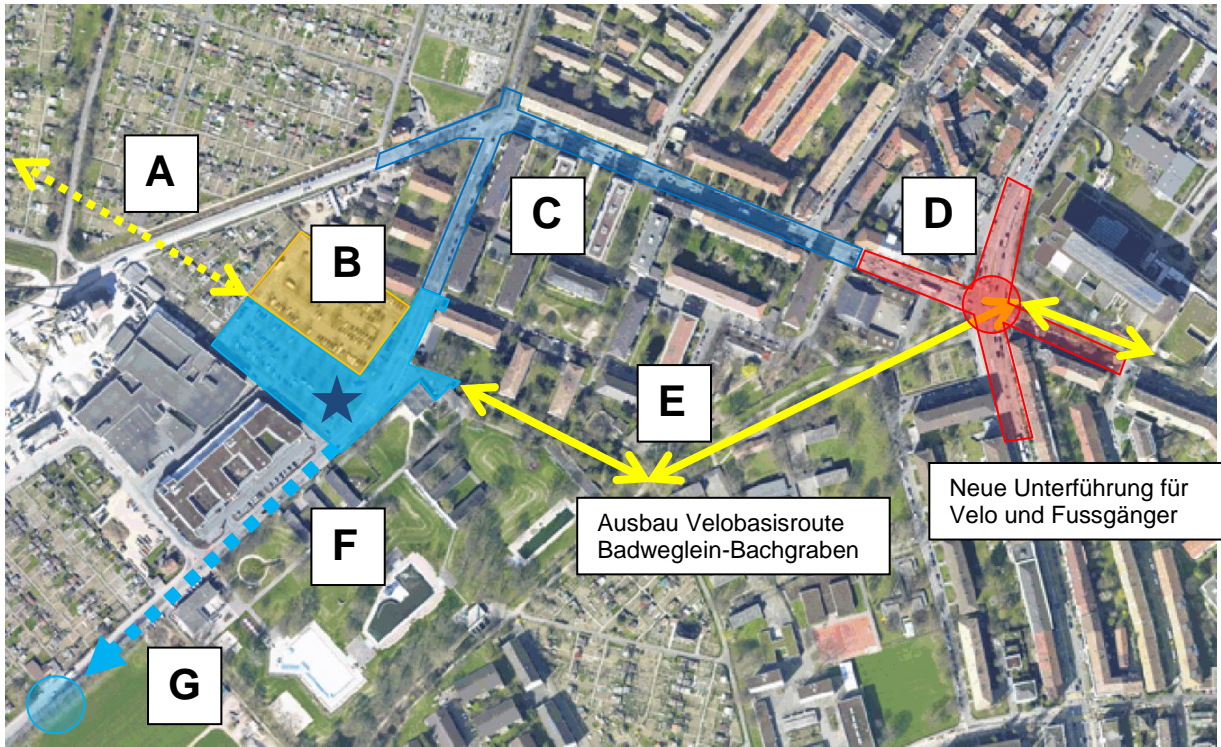 A
B
C
D
E
F
G
Neue Unterführung für
Velo und Fussgänger
Ausbau Velobasisroute
Badweglein-Bachgraben